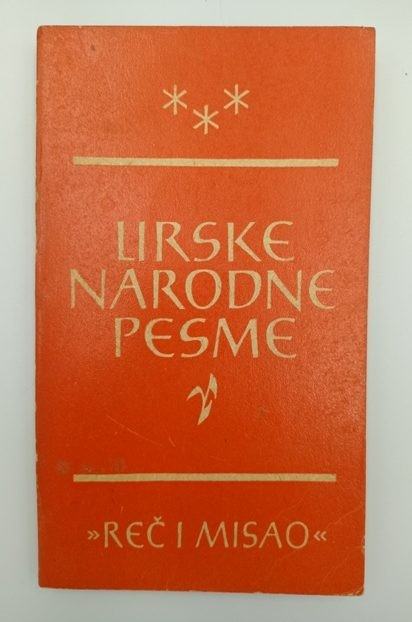 ***
LIRSKE
NARODNE
PESME
»REČ I MISAO«